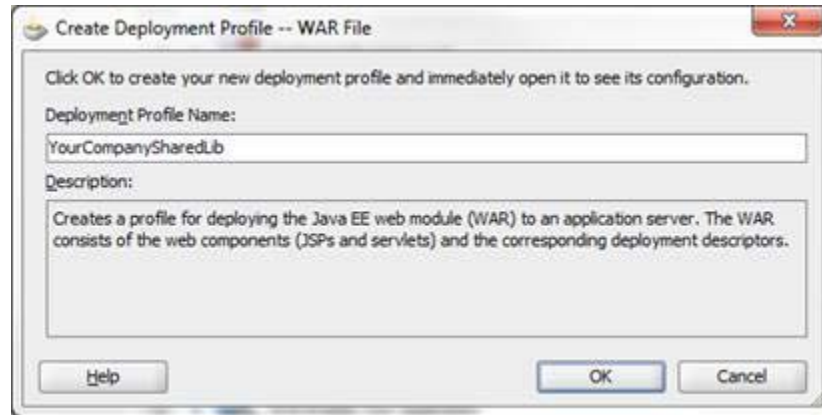 Create Deployment Profile -- WAR File
Click OK to create your new deployment profile and immediately open it to see its configuration.
Deployment Profile Name:
YourCompanySharedLib
Description:
Creates a profile for deploying the Java EE web module (WAR) to an application server. The WAR
consists of the web components (JSPs and servlets) and the corresponding deployment descriptors.
Help
OK
Cancel